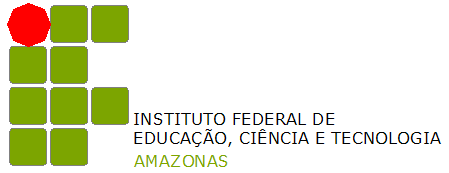 INSTITUTO FEDERAL DE
EDUCAÇÃO, CIÊNCIA E TECNOLOGIA
AMAZONAS